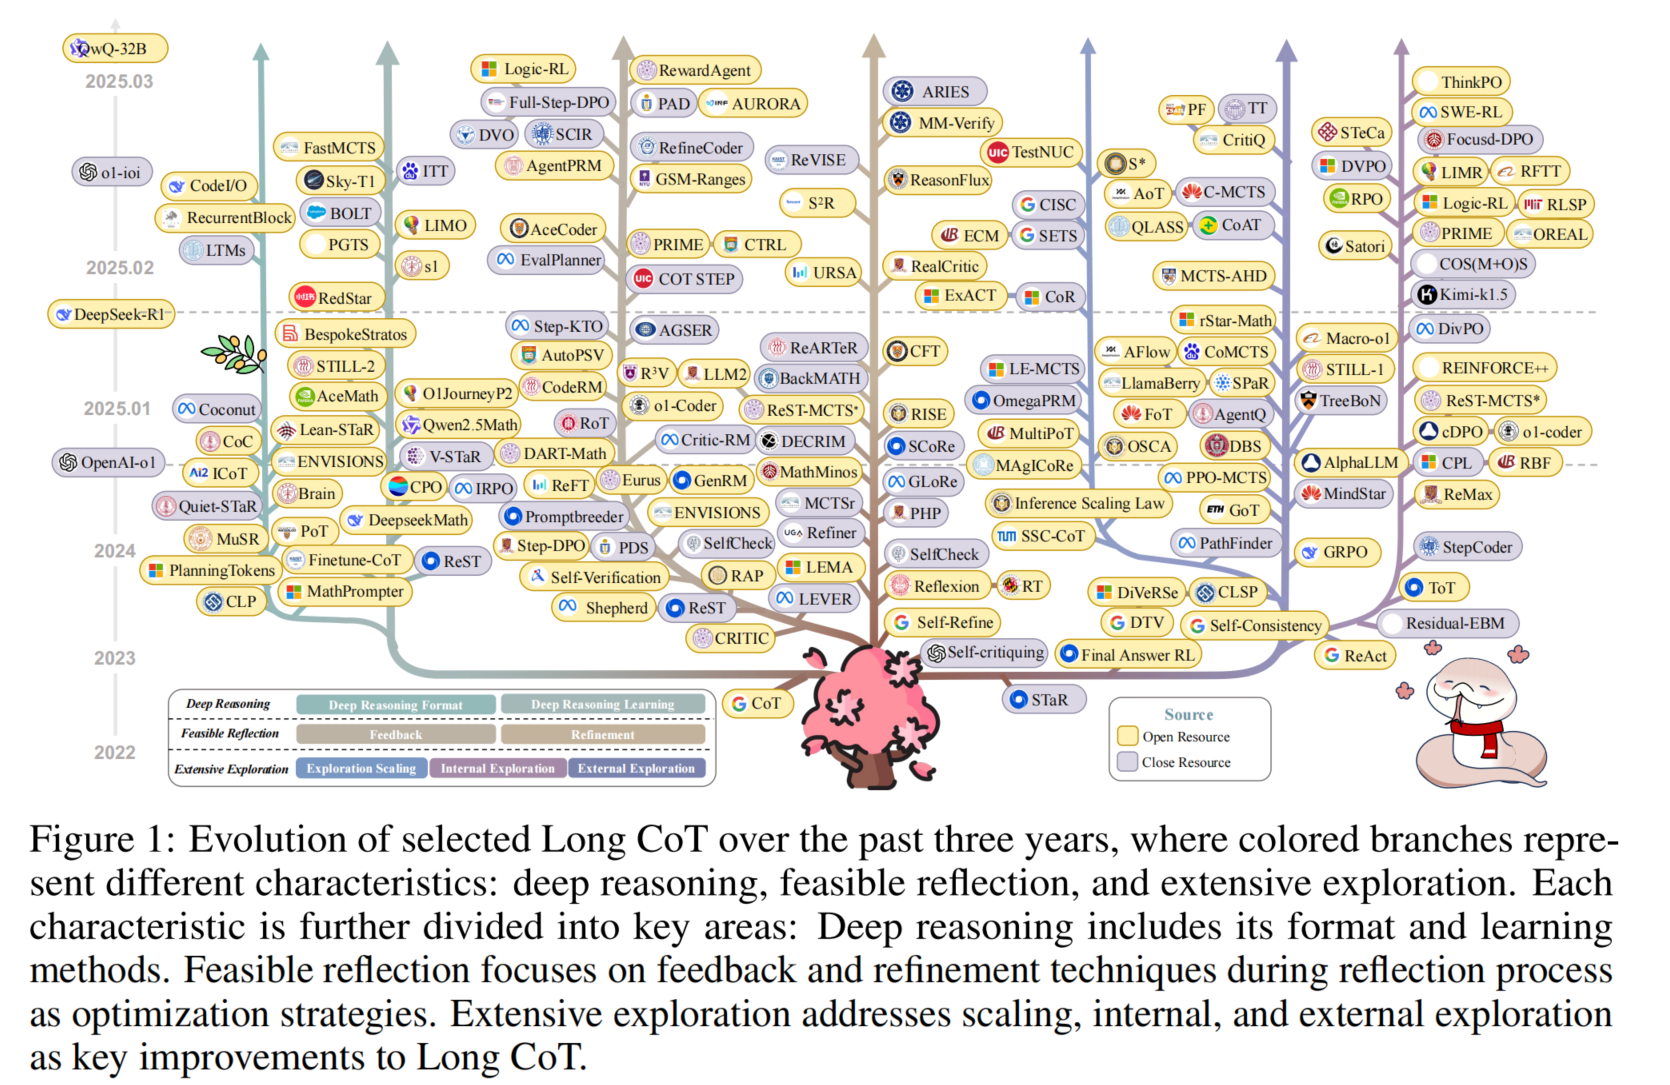 QwQ-32B
2025.03
o1-ioi
2025.02
DeepSeek-R1
2025.01
OpenAI-o1
2024
2023
2022
CodeI/O
RecurrentBlock
LTMs
Coconut
CoC
ICoT
Quiet-STaR
MuSR
PlanningTokens
CLP
FastMCTS
Sky-T1
ITT
BOLT
LIMO
PGTS
s1
RedStar
BespokeStratos
STILL-2
AceMath
O1JourneyP2
Lean-STaR
Qwen2.5Math
ENVISIONS
V-STaR
CPO
IRPO
Brain
DeepseekMath
PoT
Finetune-CoT
ReST
MathPrompter
Logic-RL
RewardAgent
Full-Step-DPO
PAD
AURORA
DVO
SCIR
RefineCoder
AgentPRM
GSM-Ranges
AceCoder
PRIME
CTRL
EvalPlanner
COT STEP
Step-KTO
AGSER
AutoPSV
CodeRM
R³V
LLM2
o1-Coder
RoT
Critic-RM
DART-Math
ReFT
Eurus
GenRM
Promptbreeder
ENVISIONS
Step-DPO
PDS
SelfCheck
Self-Verification
RAP
Shepherd
ReST
CRITIC
ARIES
MM-Verify
ReVISE
ReasonFlux
S²R
URSA
RealCritic
ExACT
CoR
ReARTeR
CFT
BackMATH
ReST-MCTS*
RISE
DECRIM
SCoRe
MathMinos
GLoRe
MCTSr
PHP
Refiner
SelfCheck
LEMA
Reflexion
RT
LEVER
Self-Refine
Self-critiquing
CoT
STaR
Final Answer RL
TestNUC
CISC
ECM
SETS
LE-MCTS
OmegaPRM
MultiPoT
MAgICoRe
Inference Scaling Law
SSC-CoT
PF
TT
CritiQ
S*
AoT
C-MCTS
QLASS
CoAT
MCTS-AHD
rStar-Math
AFlow
CoMCTS
LlamaBerry
SPaR
FoT
AgentQ
OSCA
DBS
PPO-MCTS
GoT
PathFinder
DiVeRSe
CLSP
DTV
Self-Consistency
Macro-o1
STILL-1
TreeBoN
AlphaLLM
MindStar
GRPO
STeCa
DVPO
RPO
Satori
ThinkPO
SWE-RL
Focusd-DPO
LIMR
RFTT
Logic-RL
RLSP
PRIME
OREAL
COS(M+O)S
Kimi-k1.5
DivPO
REINFORCE++
ReST-MCTS*
cDPO
o1-coder
CPL
RBF
ReMax
StepCoder
ToT
Residual-EBM
ReAct
Deep Reasoning
Deep Reasoning Format
Deep Reasoning Learning
Feasible Reflection
Feedback
Refinement
Extensive Exploration
Exploration Scaling
Internal Exploration
External Exploration
Source
Open Resource
Close Resource
Figure 1: Evolution of selected Long CoT over the past three years, where colored branches repre-
sent different characteristics: deep reasoning, feasible reflection, and extensive exploration. Each
characteristic is further divided into key areas: Deep reasoning includes its format and learning
methods. Feasible reflection focuses on feedback and refinement techniques during reflection process
as optimization strategies. Extensive exploration addresses scaling, internal, and external exploration
as key improvements to Long CoT.